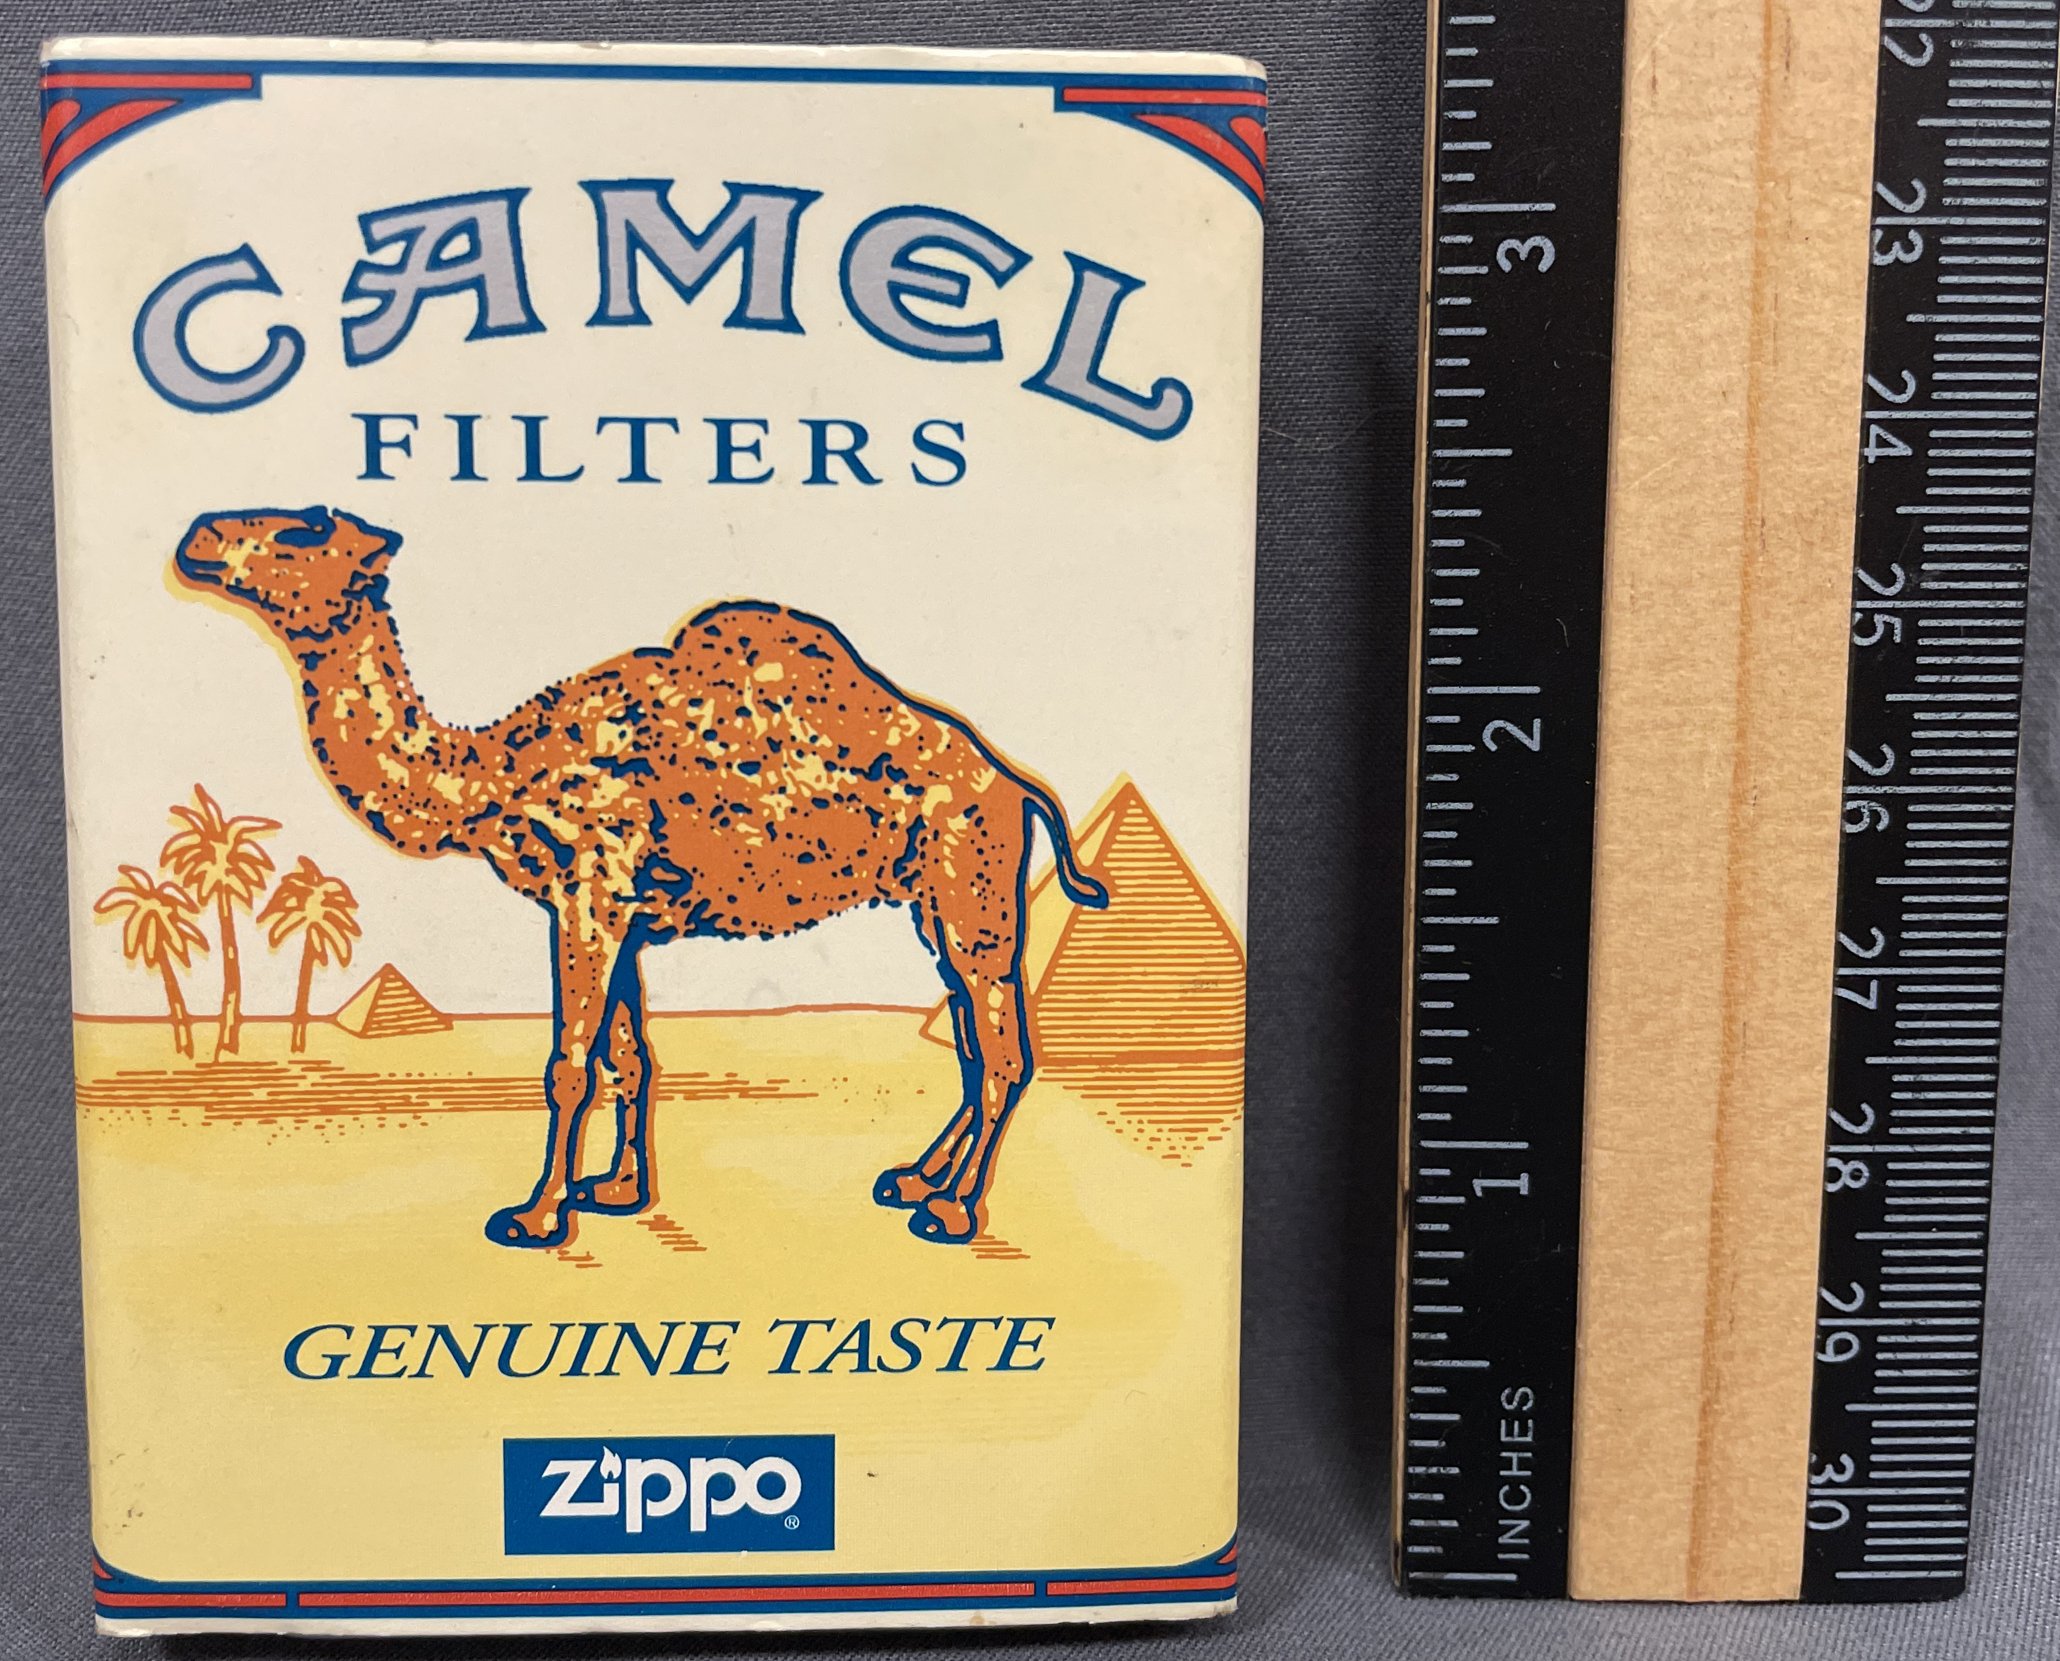 CAMEL
FILTERS
GENUINE TASTE
Zippo®
INCHES
1
2
3
22
23
24
25
26
27
28
29
30